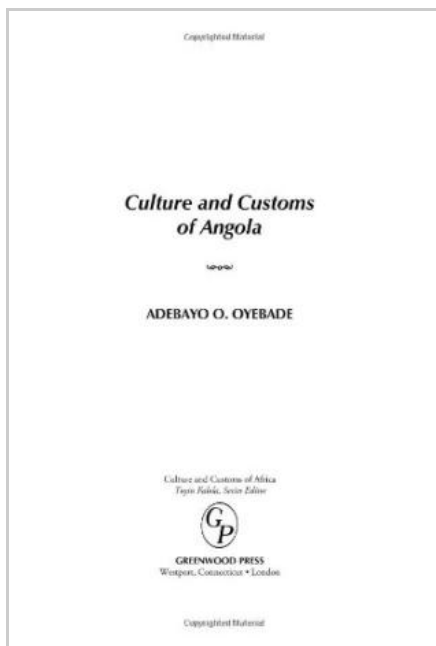 Copyrighted Material
Culture and Customs
of Angola
ADEBAYO O. OYEBADE
Culture and Customs of Africa
Toyin Falola, Series Editor
GP
GREENWOOD PRESS
Westport, Connecticut • London
Copyrighted Material